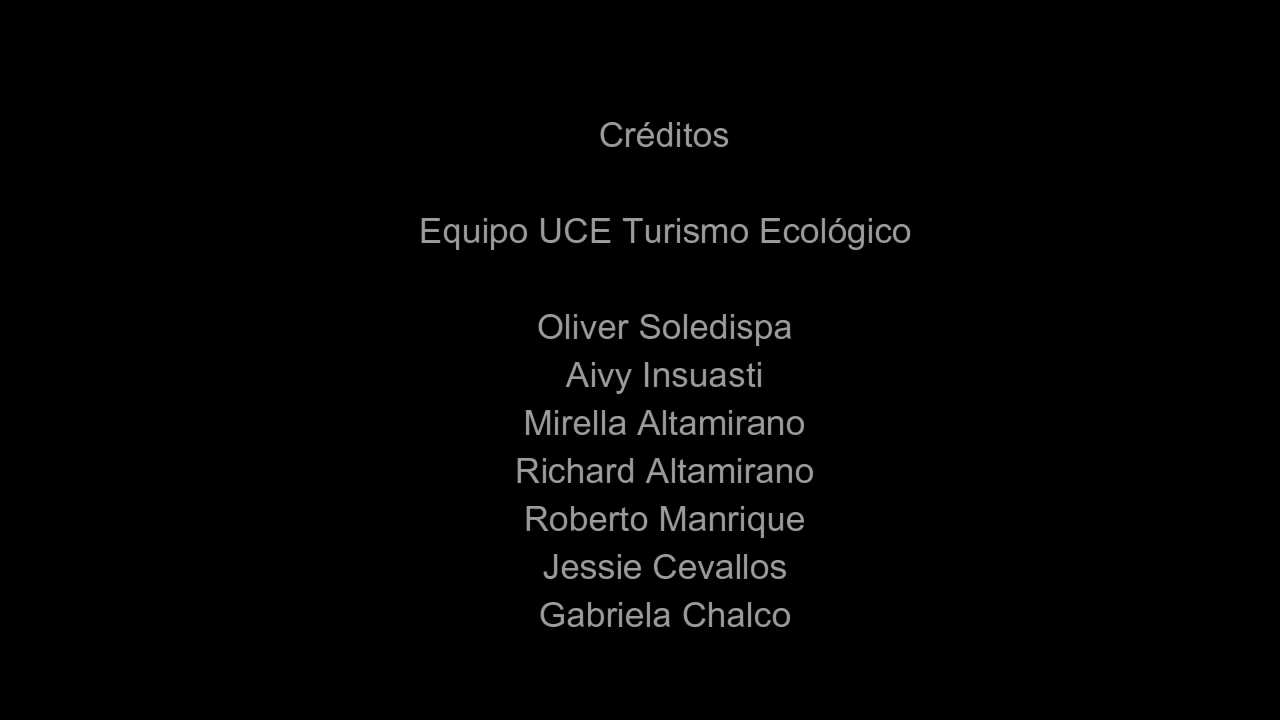 Créditos
Equipo UCE Turismo Ecológico
Oliver Soledispa
Aivy Insuasti
Mirella Altamirano
Richard Altamirano
Roberto Manrique
Jessie Cevallos
Gabriela Chalco